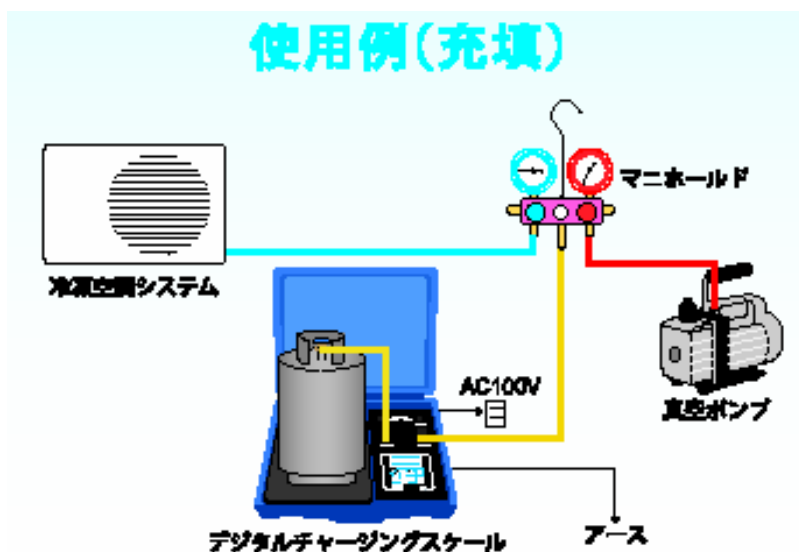 使用例(充填)
マニホールド
冷凍空調システム
AC100V
真空ポンプ
デジタルチャージングスケール
アース